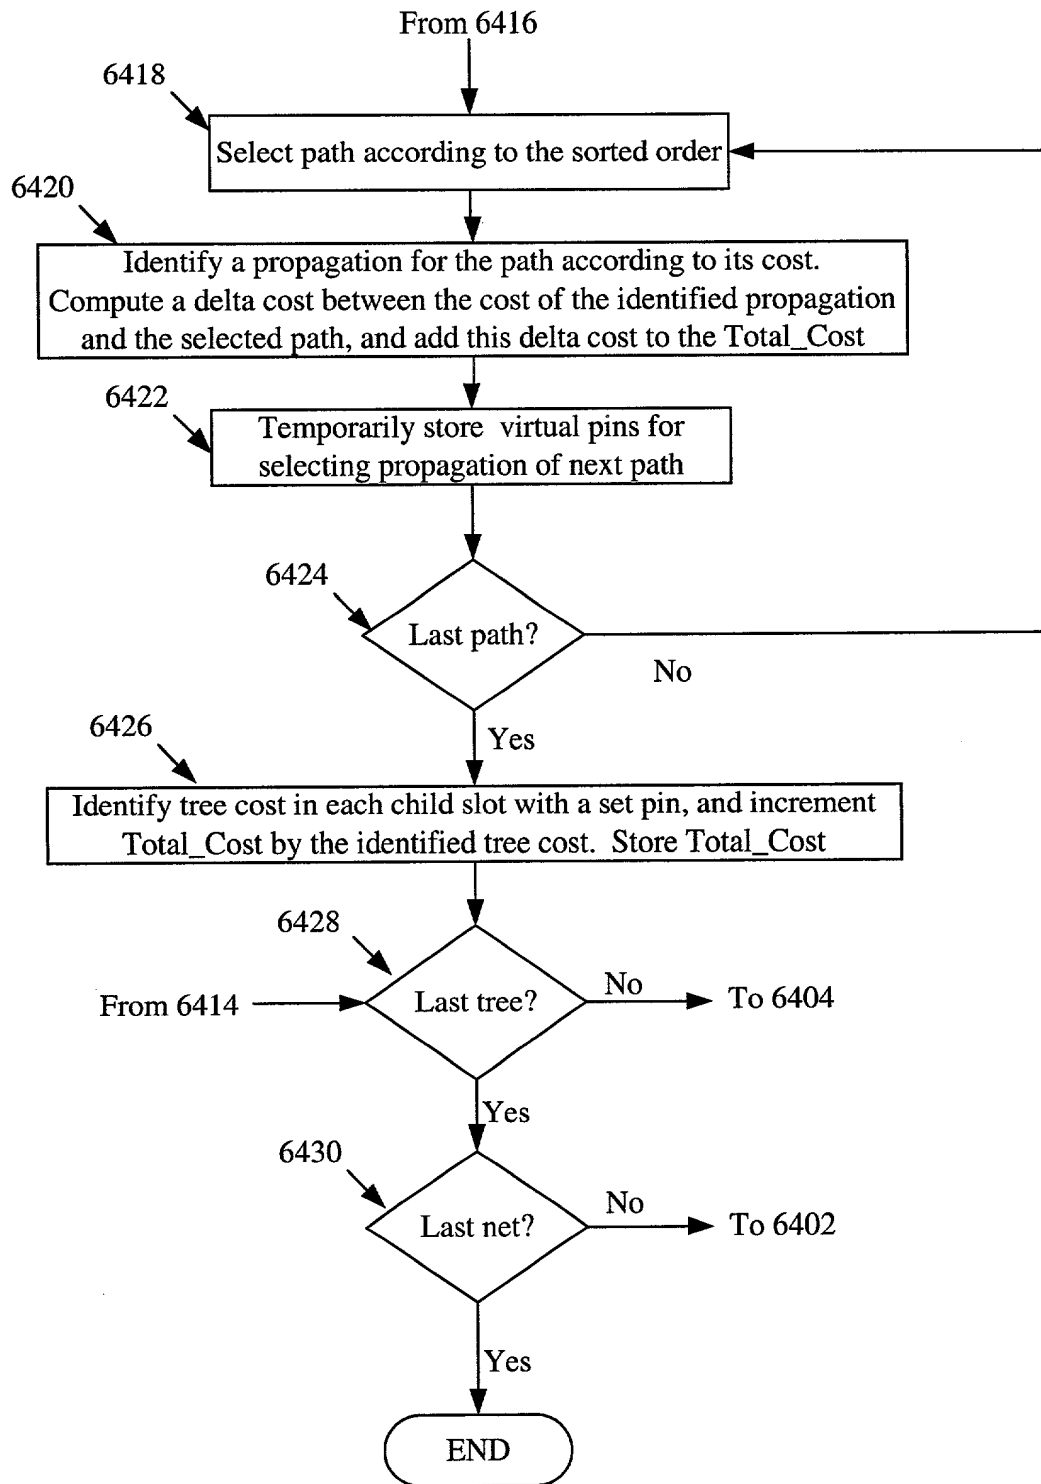 From 6416
6418
Select path according to the sorted order
6420
Identify a propagation for the path according to its cost.
Compute a delta cost between the cost of the identified propagation
and the selected path, and add this delta cost to the Total_Cost
6422
Temporarily store virtual pins for
selecting propagation of next path
6424
Last path?
No
Yes
6426
Identify tree cost in each child slot with a set pin, and increment
Total_Cost by the identified tree cost. Store Total_Cost
6428
From 6414
Last tree?
No
To 6404
Yes
6430
Last net?
No
To 6402
Yes
END